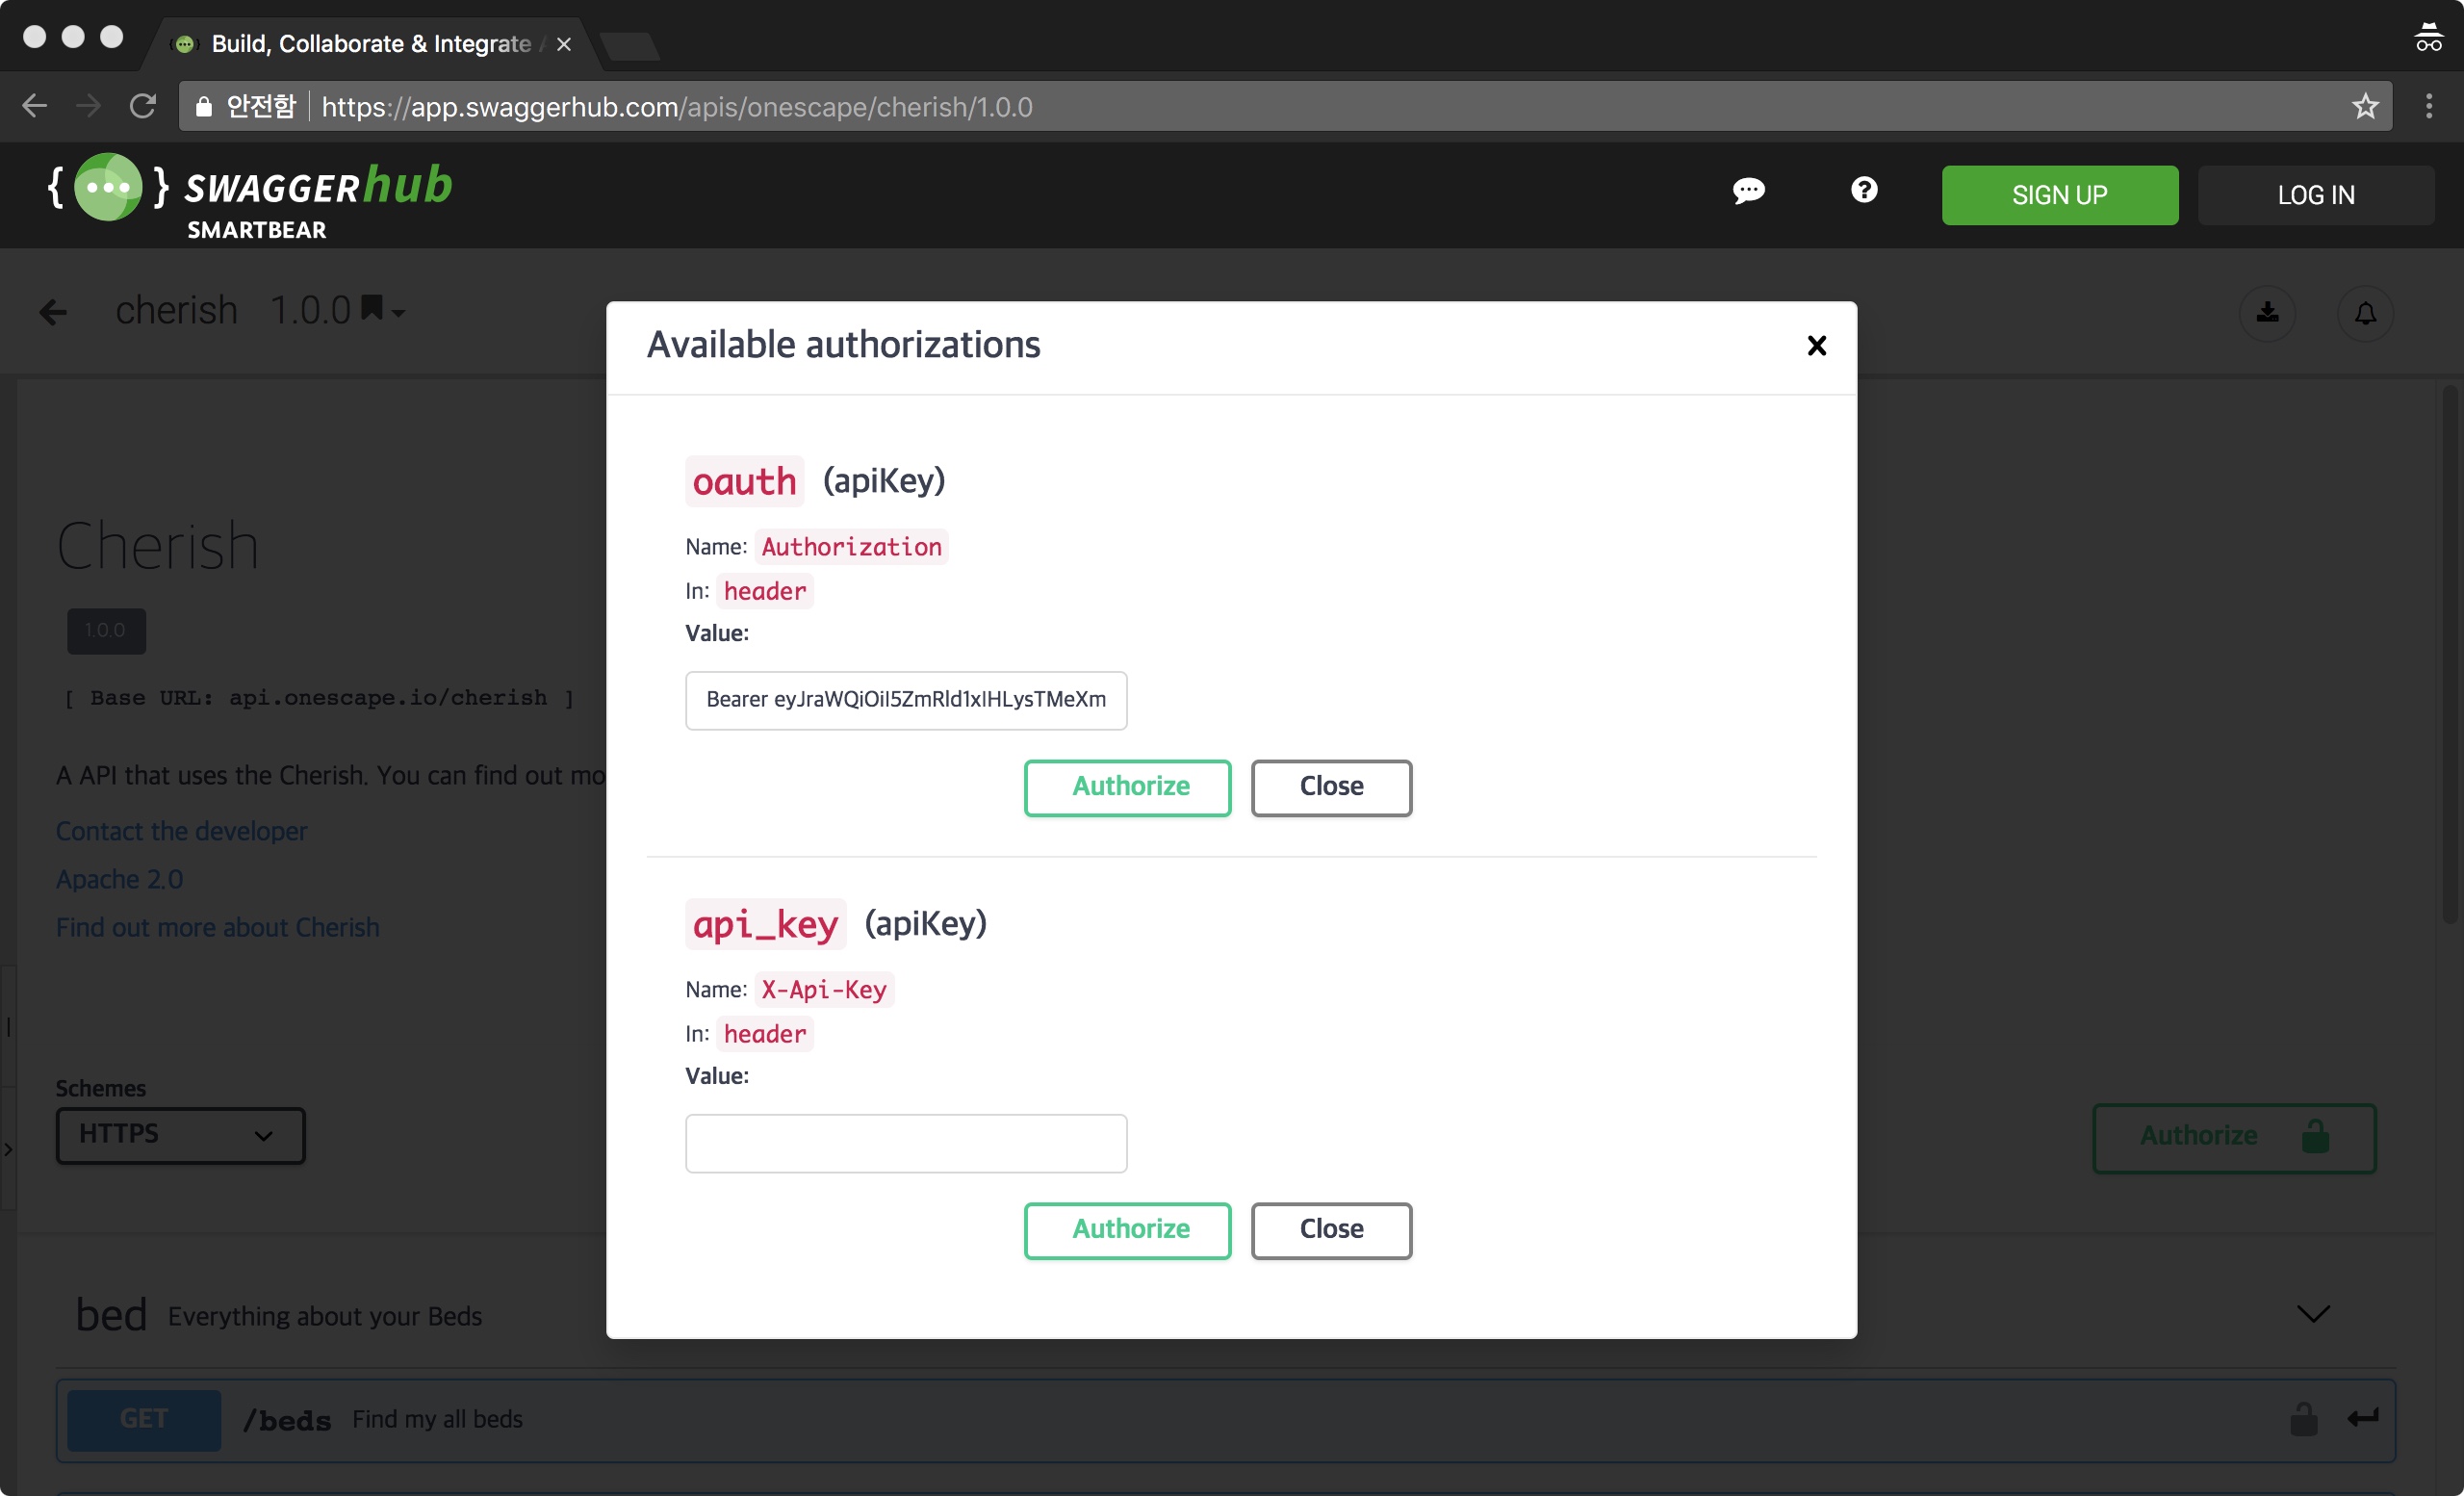 Build, Collaborate & Integrate
안전함 https://app.swaggerhub.com/apis/onescape/cherish/1.0.0
{ } SWAGGERhub
SMARTBEAR
SIGN UP
LOG IN
cherish 1.0.0
Available authorizations
oauth (apiKey)
Name: Authorization
In: header
Value:
Bearer eyJraWQiOiI5ZmRld1xIHLysTMeXm
Authorize Close
api_key (apiKey)
Name: X-Api-Key
In: header
Value:
Authorize Close
Cherish
1.0.0
[ Base URL: api.onescape.io/cherish ]
A API that uses the Cherish. You can find out mo
Contact the developer
Apache 2.0
Find out more about Cherish
Schemes
HTTPS
Authorize
bed Everything about your Beds
GET /beds Find my all beds